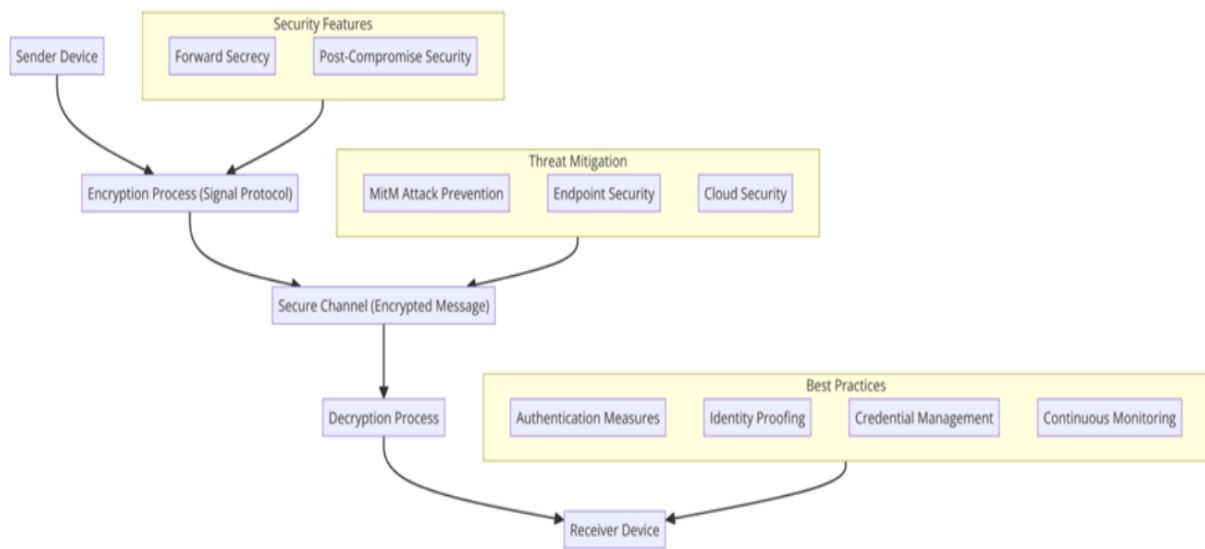 Security Features
Sender Device
Forward Secrecy
Post-Compromise Security
Threat Mitigation
Encryption Process (Signal Protocol)
MitM Attack Prevention
Endpoint Security
Cloud Security
Secure Channel (Encrypted Message)
Best Practices
Decryption Process
Authentication Measures
Identity Proofing
Credential Management
Continuous Monitoring
Receiver Device